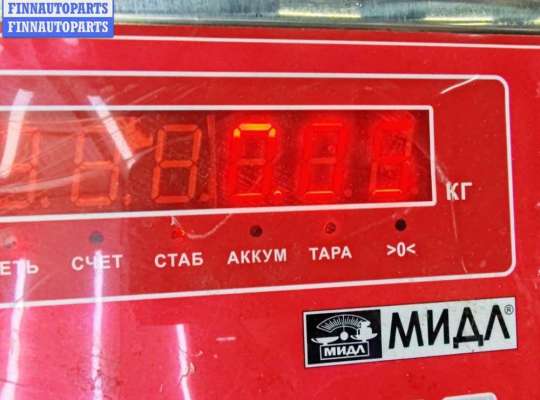 FINNAUTOPARTS
FINNAUTOPARTS
КГ
СЧЕТ СТАБ АККУМ ТАРА >0<
МИДЛ МИДЛ®